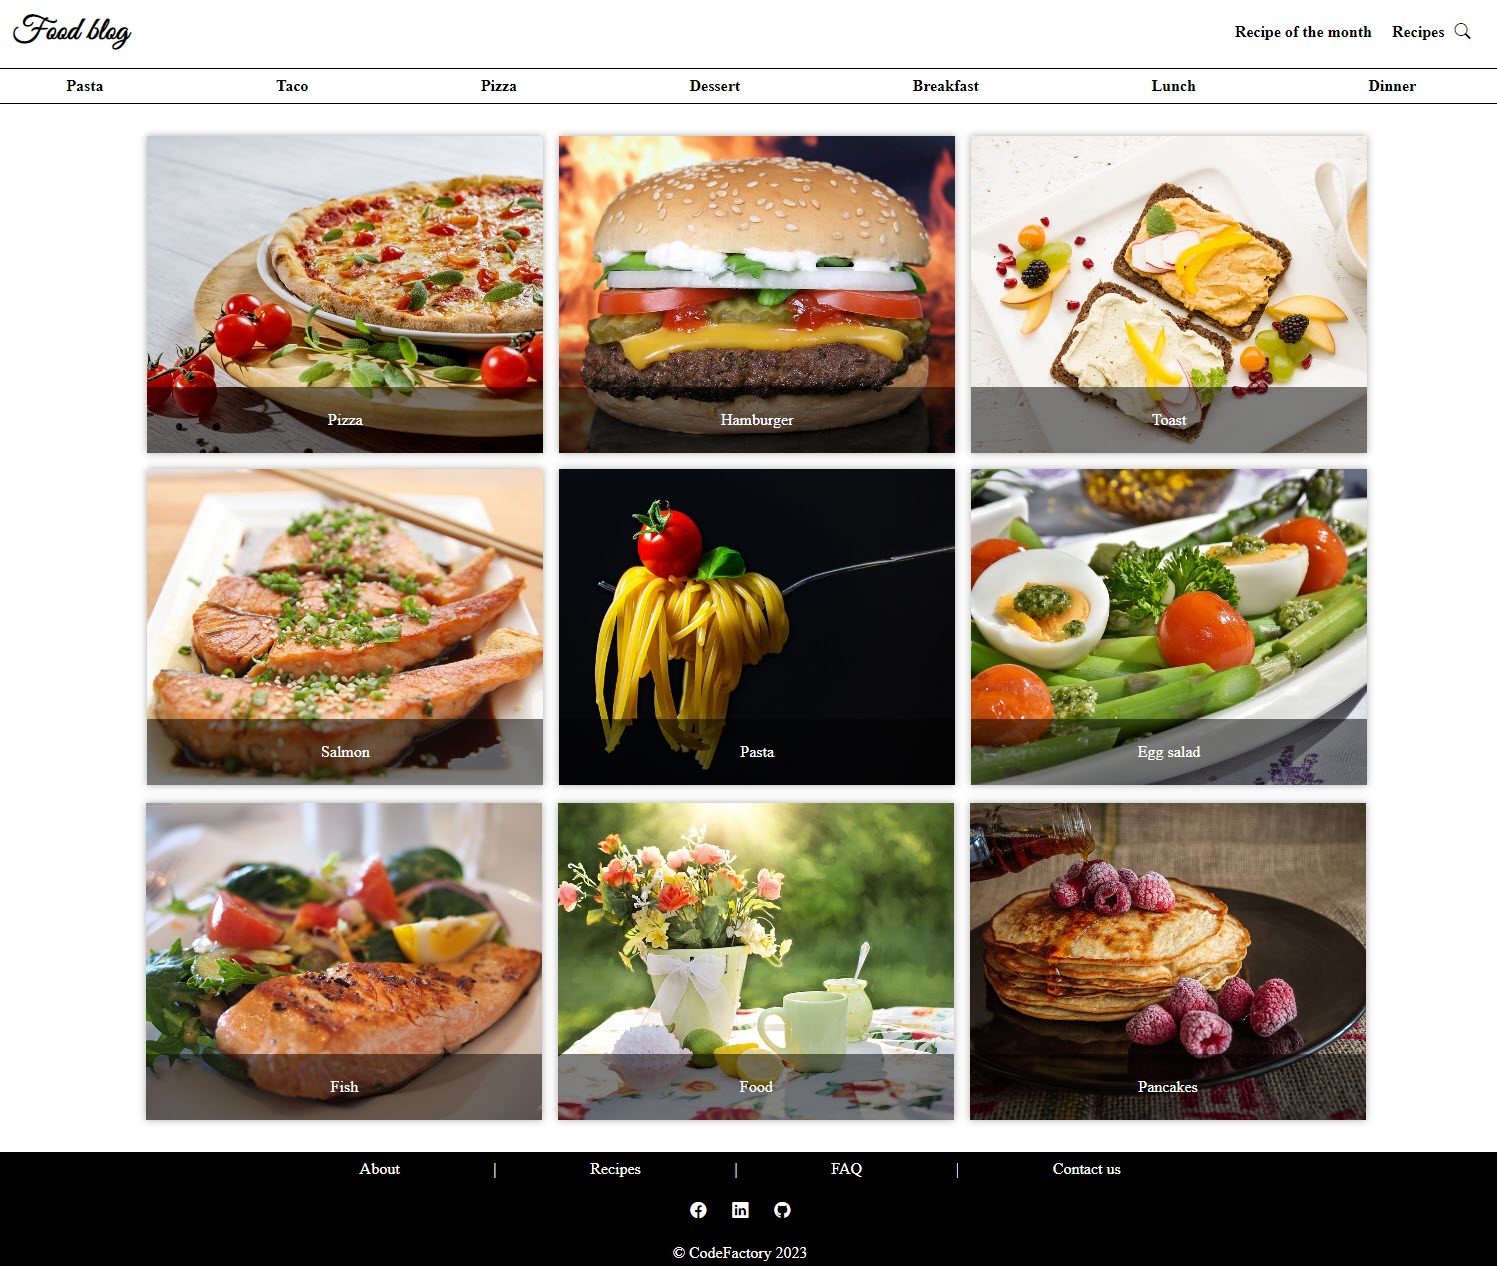 Food blog
Recipe of the month Recipes
Pasta Taco Pizza Dessert Breakfast Lunch Dinner
Pizza Hamburger Toast
Salmon Pasta Egg salad
Fish Food Pancakes
About | Recipes | FAQ | Contact us
© CodeFactory 2023